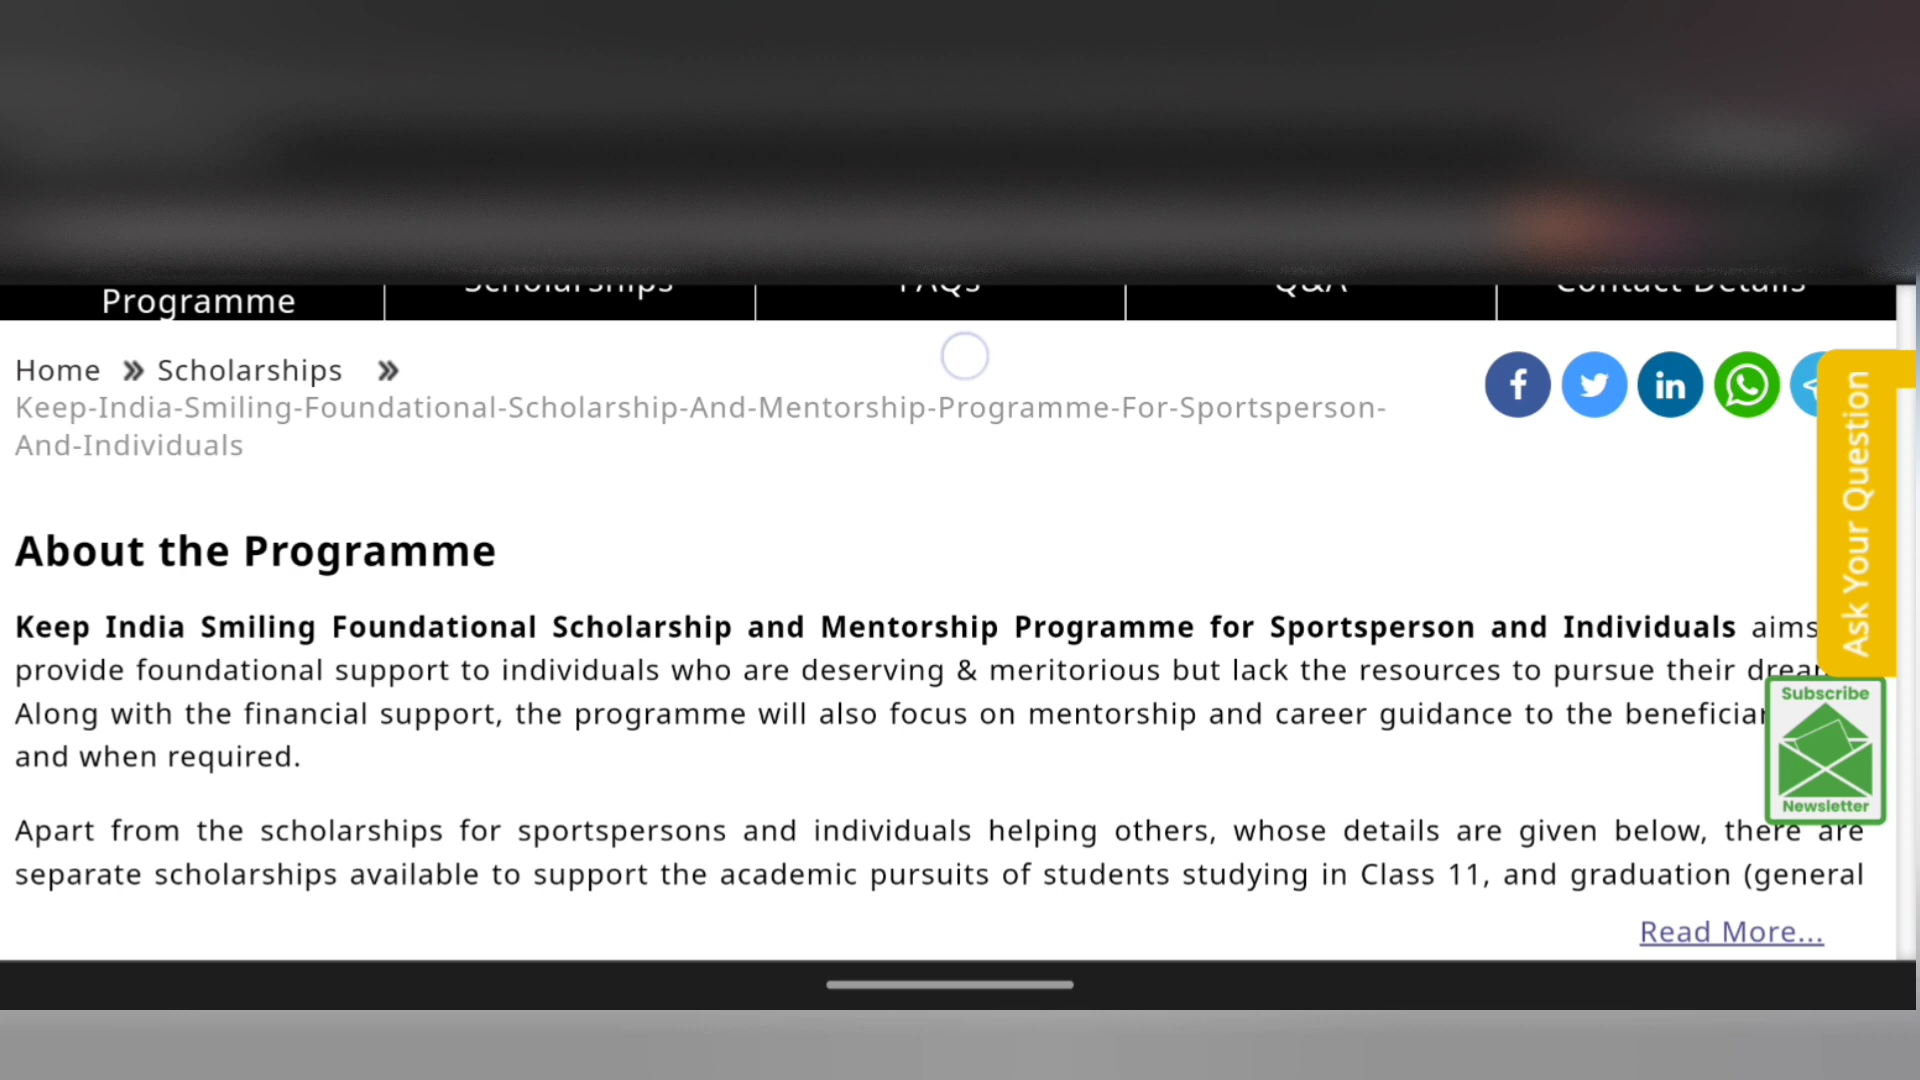 Programme Scholarships FAQs Q&A Contact Details
Home » Scholarships »
Keep-India-Smiling-Foundational-Scholarship-And-Mentorship-Programme-For-Sportsperson-
And-Individuals
Ask Your Question
About the Programme
Keep India Smiling Foundational Scholarship and Mentorship Programme for Sportsperson and Individuals aims
provide foundational support to individuals who are deserving & meritorious but lack the resources to pursue their
Along with the financial support, the programme will also focus on mentorship and career guidance to the
and when required.
Subscribe
Newsletter
Apart from the scholarships for sportspersons and individuals helping others, whose details are given below, there are
separate scholarships available to support the academic pursuits of students studying in Class 11, and graduation (general
Read More...